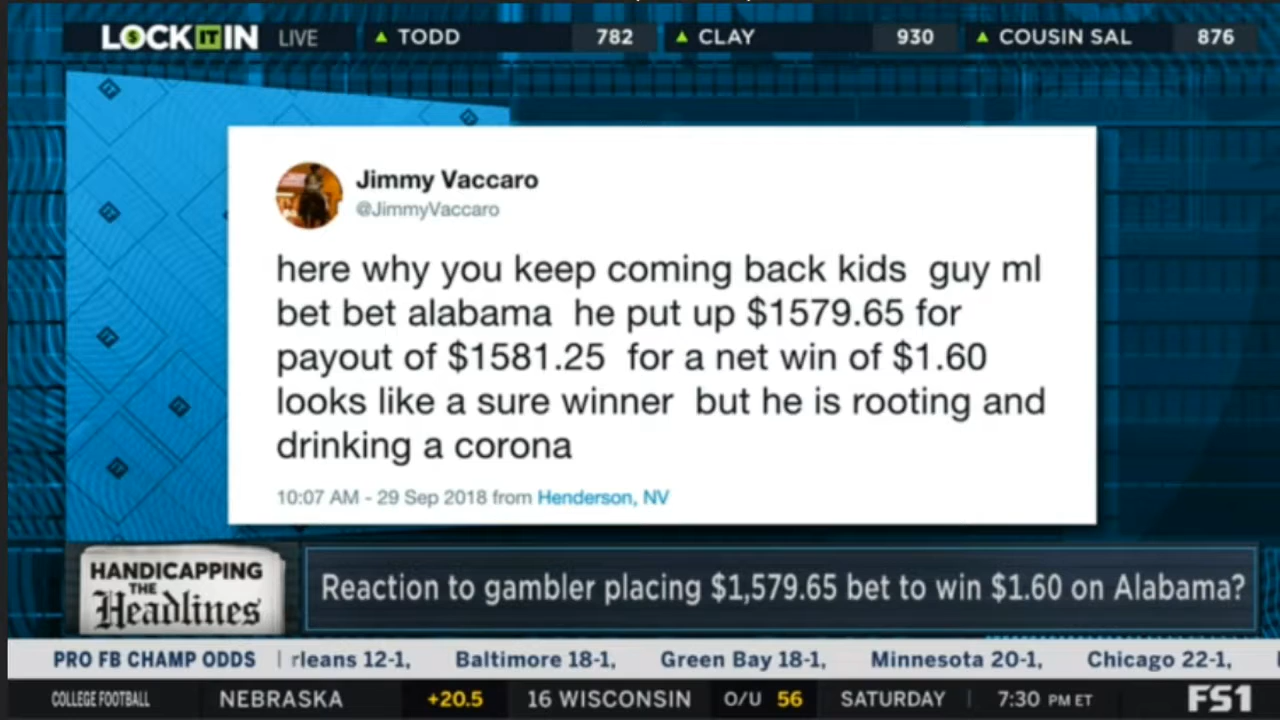 LOCK IT IN LIVE ▲ TODD 782 ▲ CLAY 930 ▲ COUSIN SAL 876
Jimmy Vaccaro
@JimmyVaccaro
here why you keep coming back kids guy ml
bet bet alabama he put up $1579.65 for
payout of $1581.25 for a net win of $1.60
looks like a sure winner but he is rooting and
drinking a corona
10:07 AM - 29 Sep 2018 from Henderson, NV
HANDICAPPING
THE
Headlines
Reaction to gambler placing $1,579.65 bet to win $1.60 on Alabama?
PRO FB CHAMP ODDS | rleans 12-1, Baltimore 18-1, Green Bay 18-1, Minnesota 20-1, Chicago 22-1,
COLLEGE FOOTBALL NEBRASKA +20.5 16 WISCONSIN O/U 56 SATURDAY | 7:30 PM ET FS1